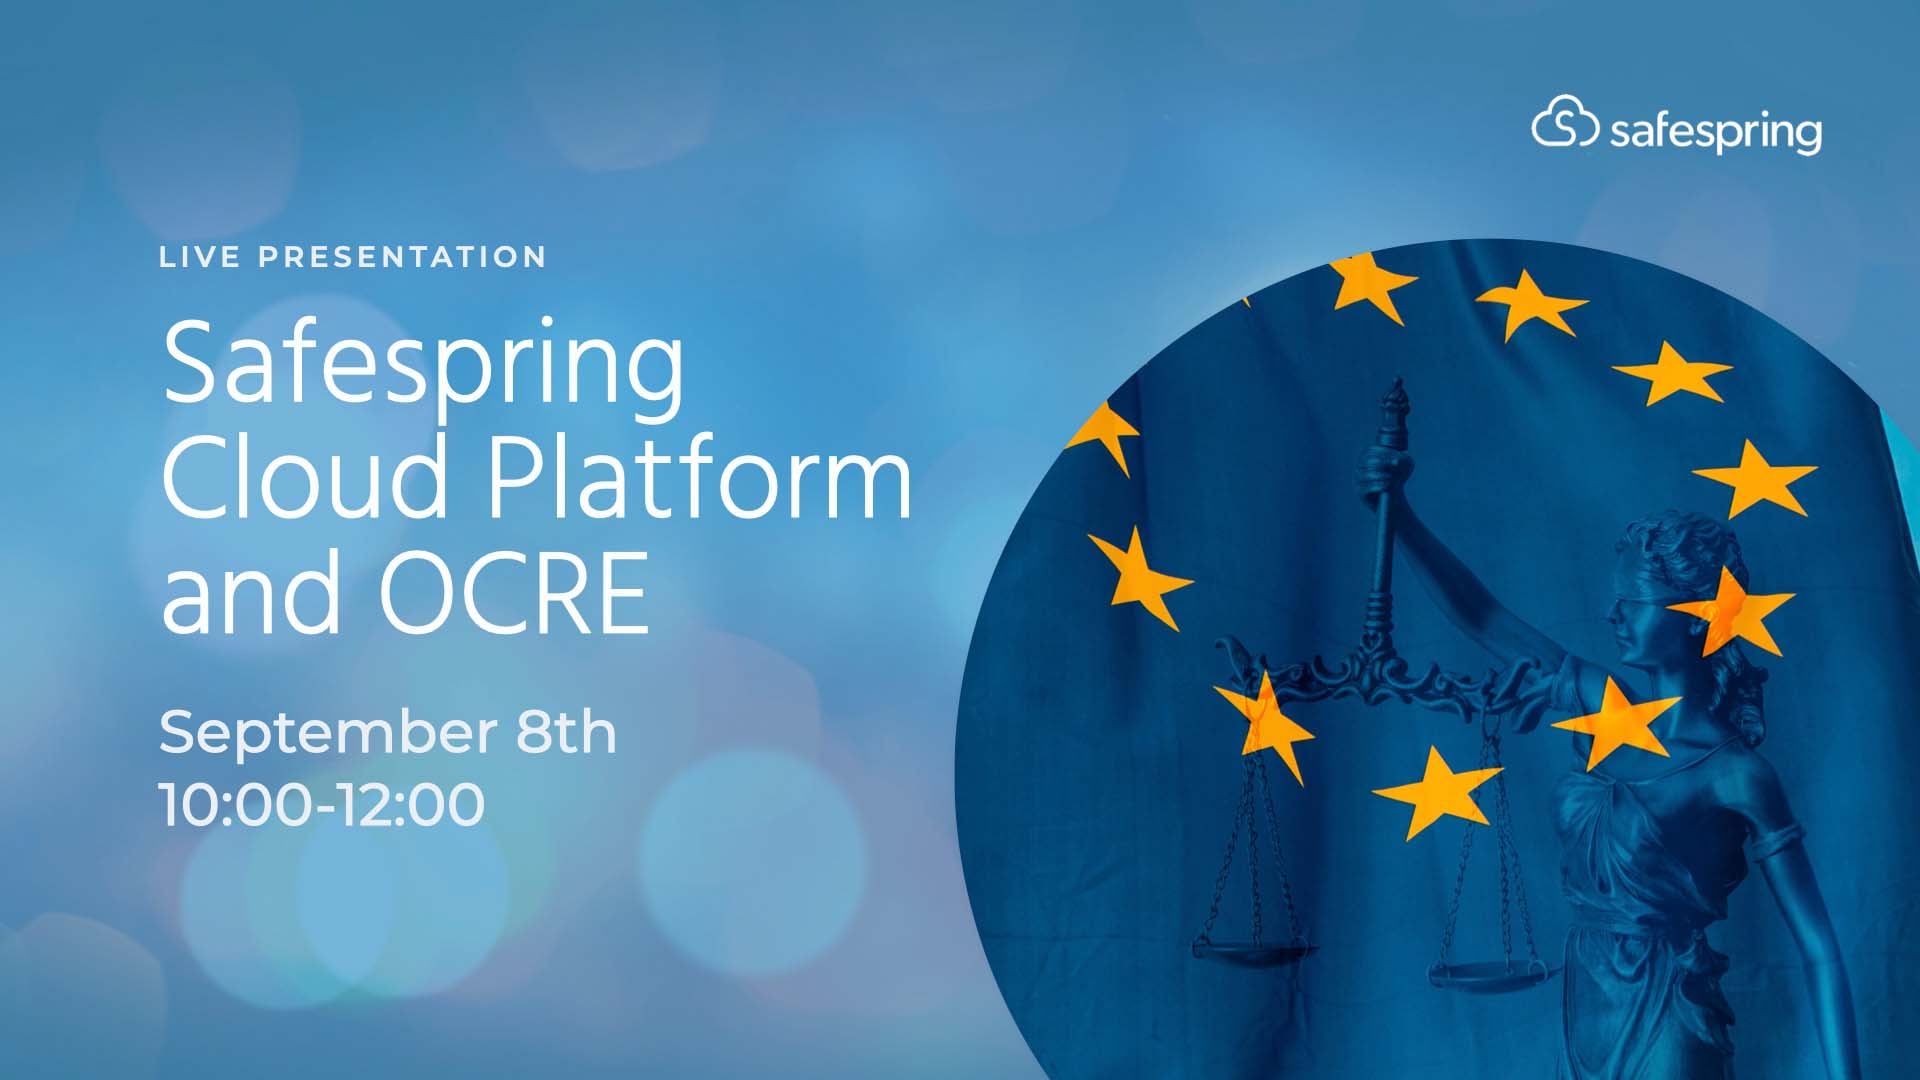 safespring
LIVE PRESENTATION
Safespring
Cloud Platform
and OCRE
September 8th
10:00-12:00